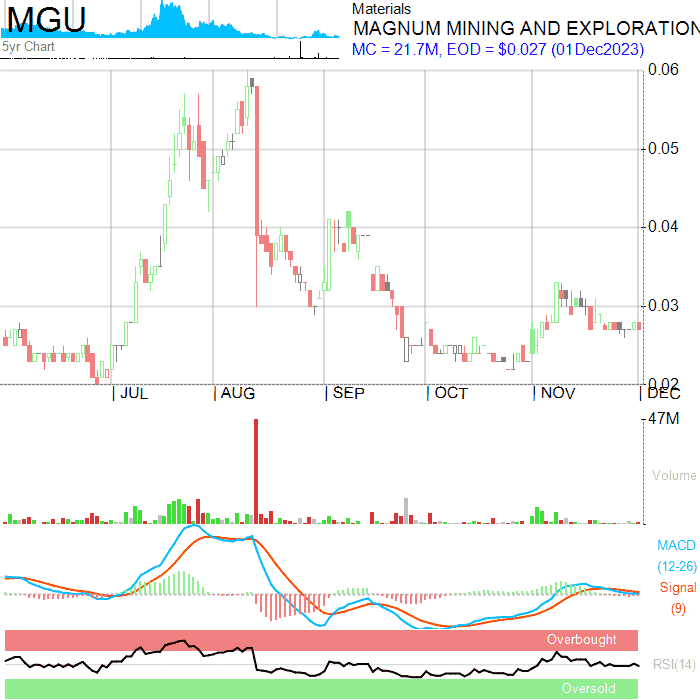 MGU
5yr Chart
Materials
MAGNUM MINING AND EXPLORATION
MC = 21.7M, EOD = $0.027 (01Dec2023)
0.06
0.05
0.04
0.03
0.02
JUL AUG SEP OCT NOV DEC
47M
Volume
MACD
(12-26)
Signal
(9)
Overbought
RSI(14)
Oversold